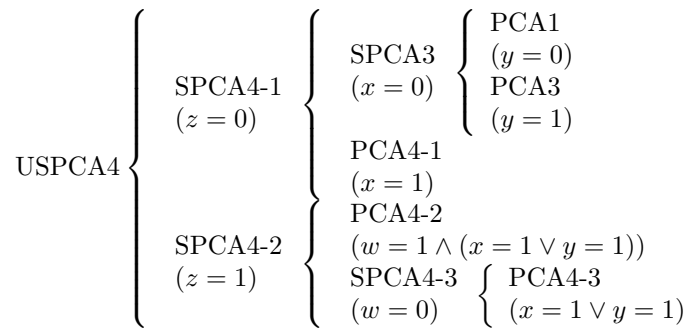 USPCA4
SPCA4-1
(z = 0)
SPCA3
(x = 0)
PCA1
(y = 0)
PCA3
(y = 1)
PCA4-1
(x = 1)
SPCA4-2
(z = 1)
PCA4-2
(w = 1 ∧ (x = 1 ∨ y = 1))
SPCA4-3
(w = 0)
PCA4-3
(x = 1 ∨ y = 1)